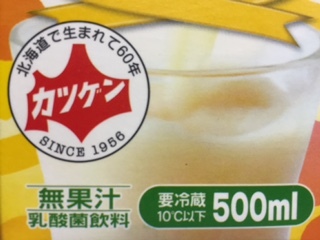 北海道で生まれて60年
カツゲン
SINCE 1956
無果汁
乳酸菌飲料
要冷蔵
10℃以下
500ml